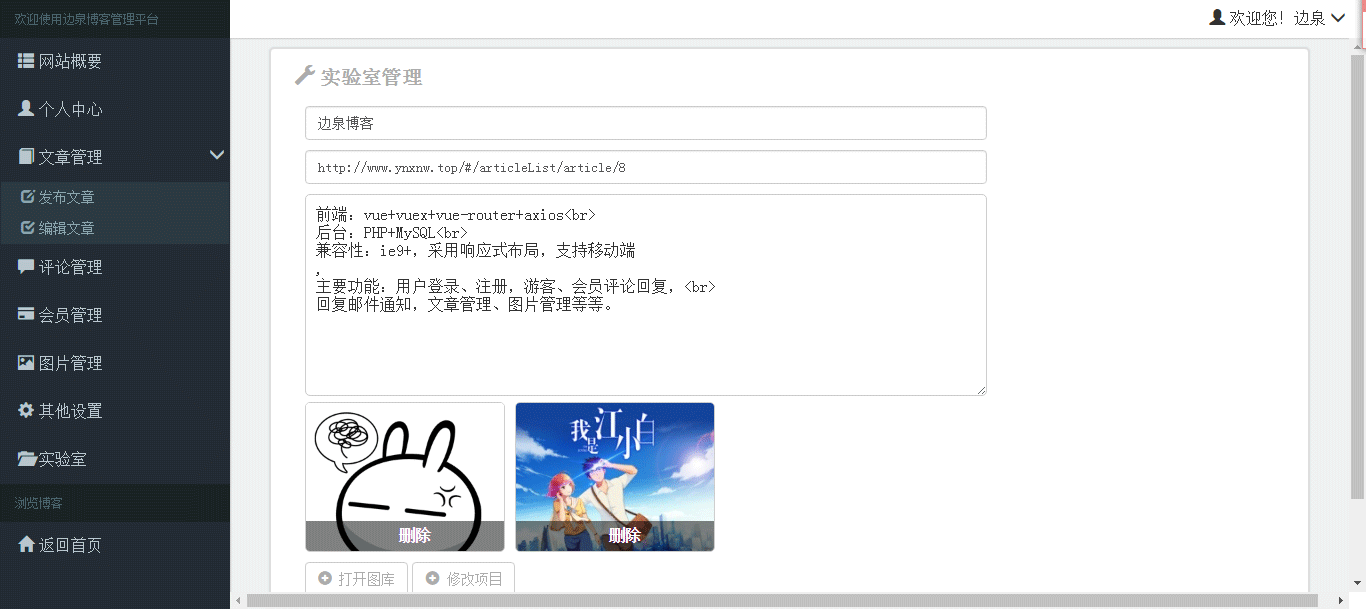 欢迎使用边泉博客管理平台
欢迎您！边泉
网站概要
个人中心
文章管理
发布文章
编辑文章
评论管理
会员管理
图片管理
其他设置
实验室
浏览博客
返回首页
实验室管理
边泉博客
http://www.ynxnw.top/#/articleList/article/8
前端：vue+vuex+vue-router+axios<br>
后台：PHP+MySQL<br>
兼容性：ie9+，采用响应式布局，支持移动端
,
主要功能：用户登录、注册，游客、会员评论回复，<br>
回复邮件通知，文章管理、图片管理等等。
删除
我是江小白
删除
打开图库
修改项目